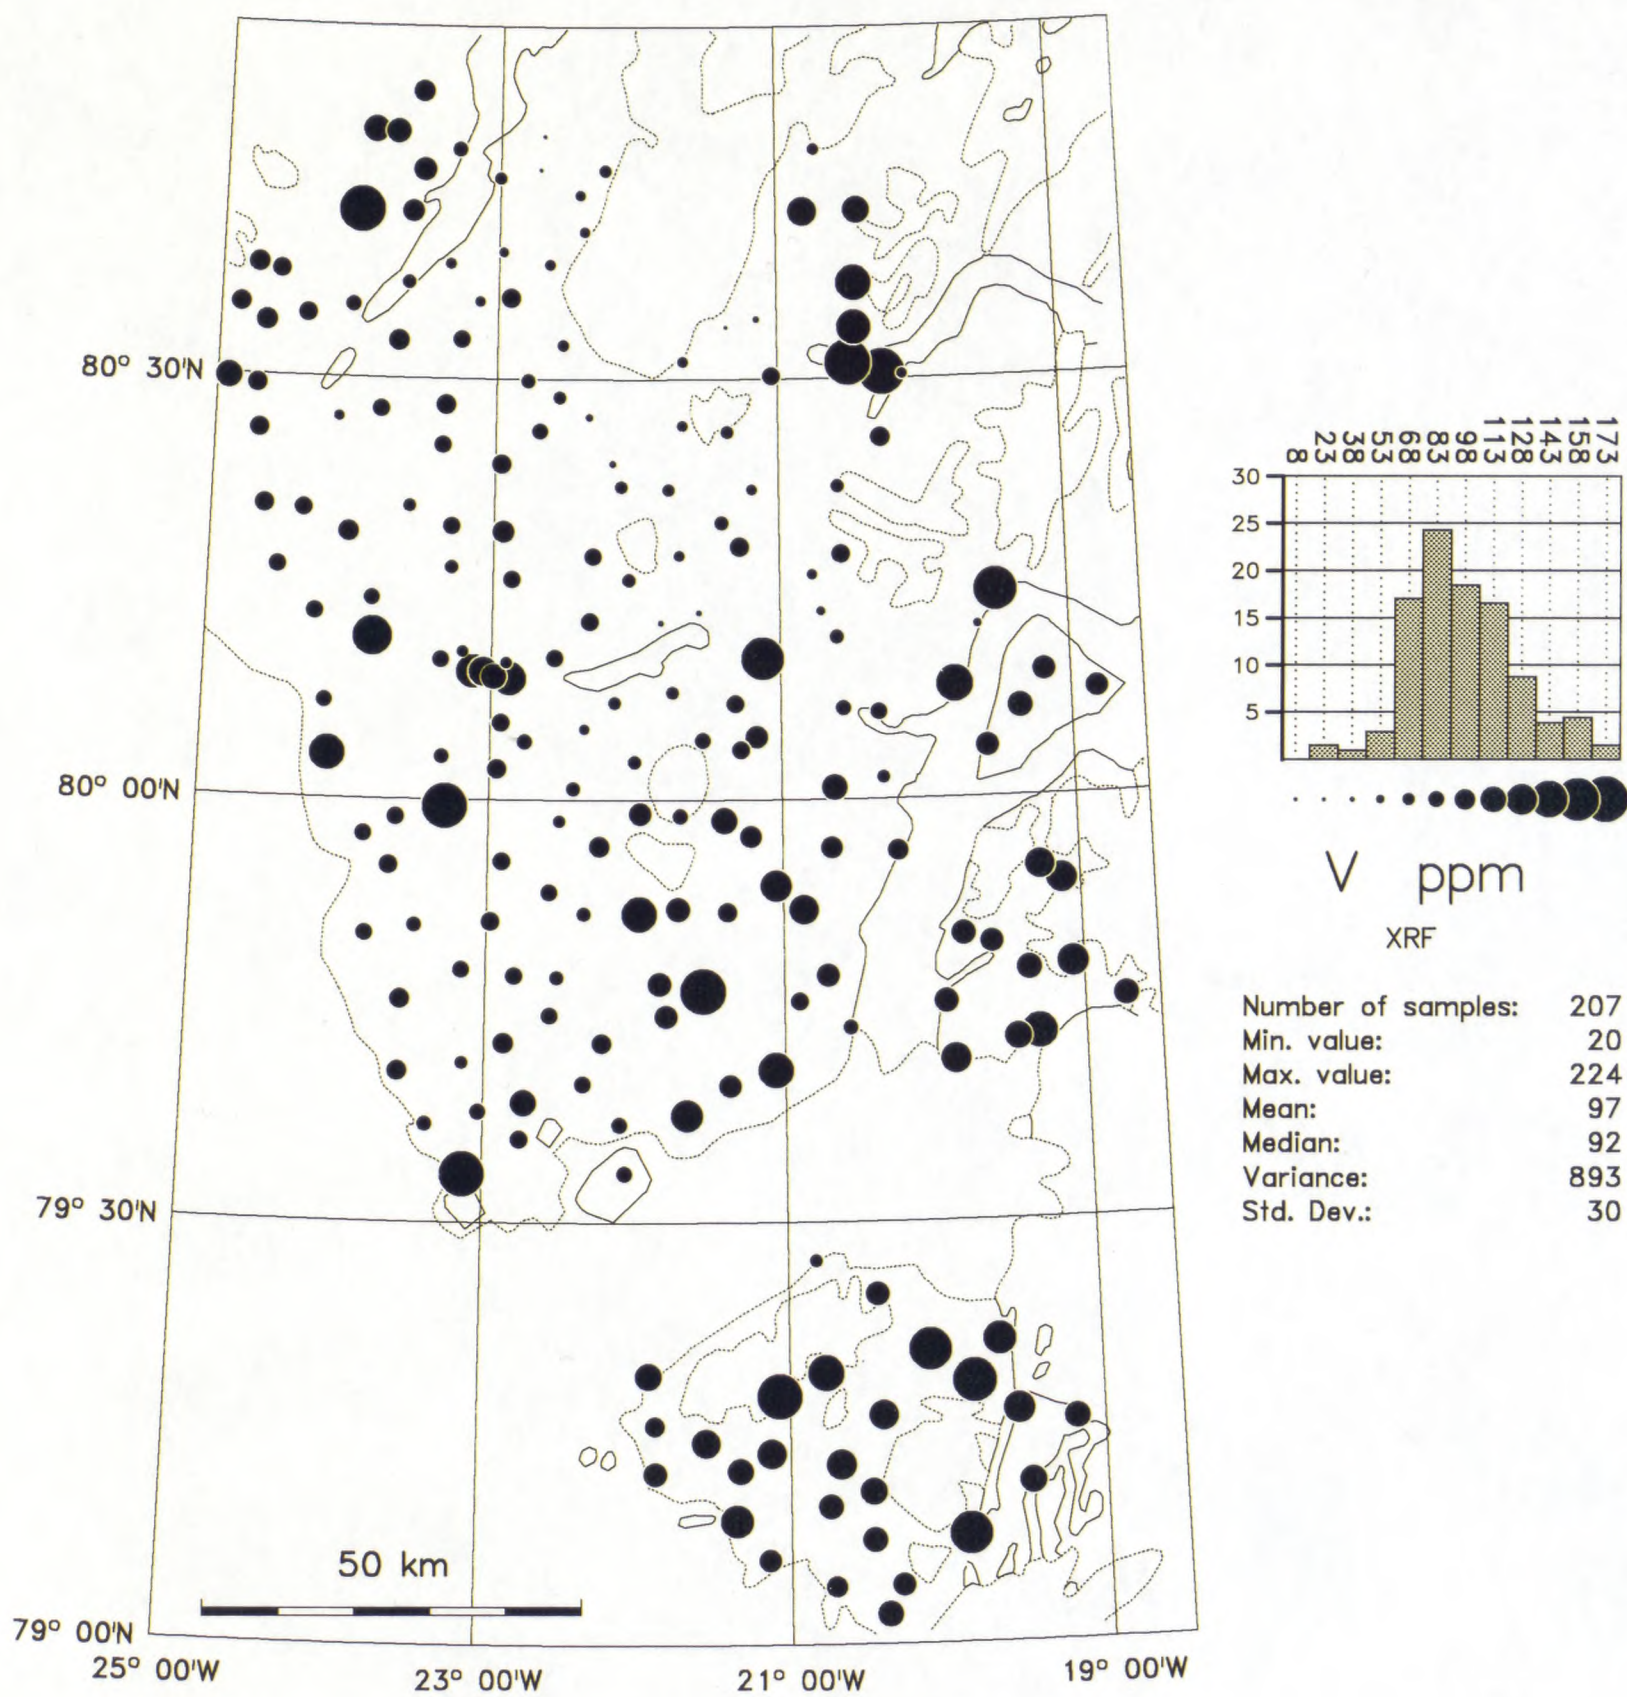 80° 30'N
80° 00'N
79° 30'N
79° 00'N
25° 00'W
23° 00'W
21° 00'W
19° 00'W
50 km
8 23 38 53 68 83 98 113 128 143 158 173
30
25
20
15
10
5
V ppm
XRF
Number of samples: 207
Min. value: 20
Max. value: 224
Mean: 97
Median: 92
Variance: 893
Std. Dev.: 30